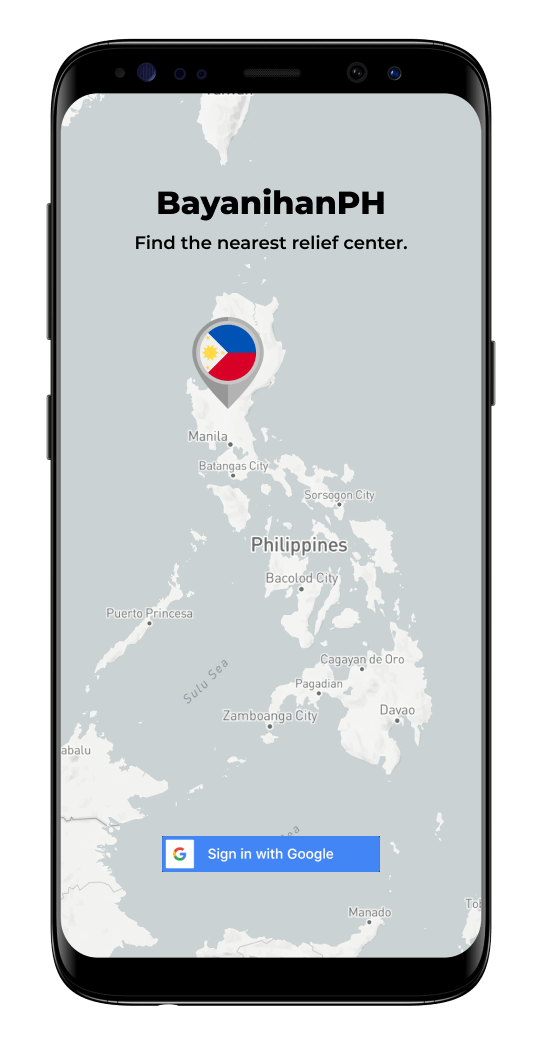 BayanihanPH
Find the nearest relief center.
Manila
Batangas City
Sorsogon City
Philippines
Bacolod City
Puerto Princesa
Cagayan de Oro
Sulu Sea
Pagadian
Davao
Zamboanga City
abalu
Sign in with Google
Manado